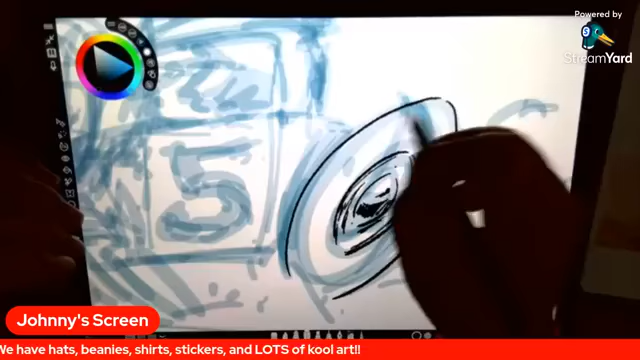 Powered by
StreamYard
5
Johnny's Screen
We have hats, beanies, shirts, stickers, and LOTS of kool art!!